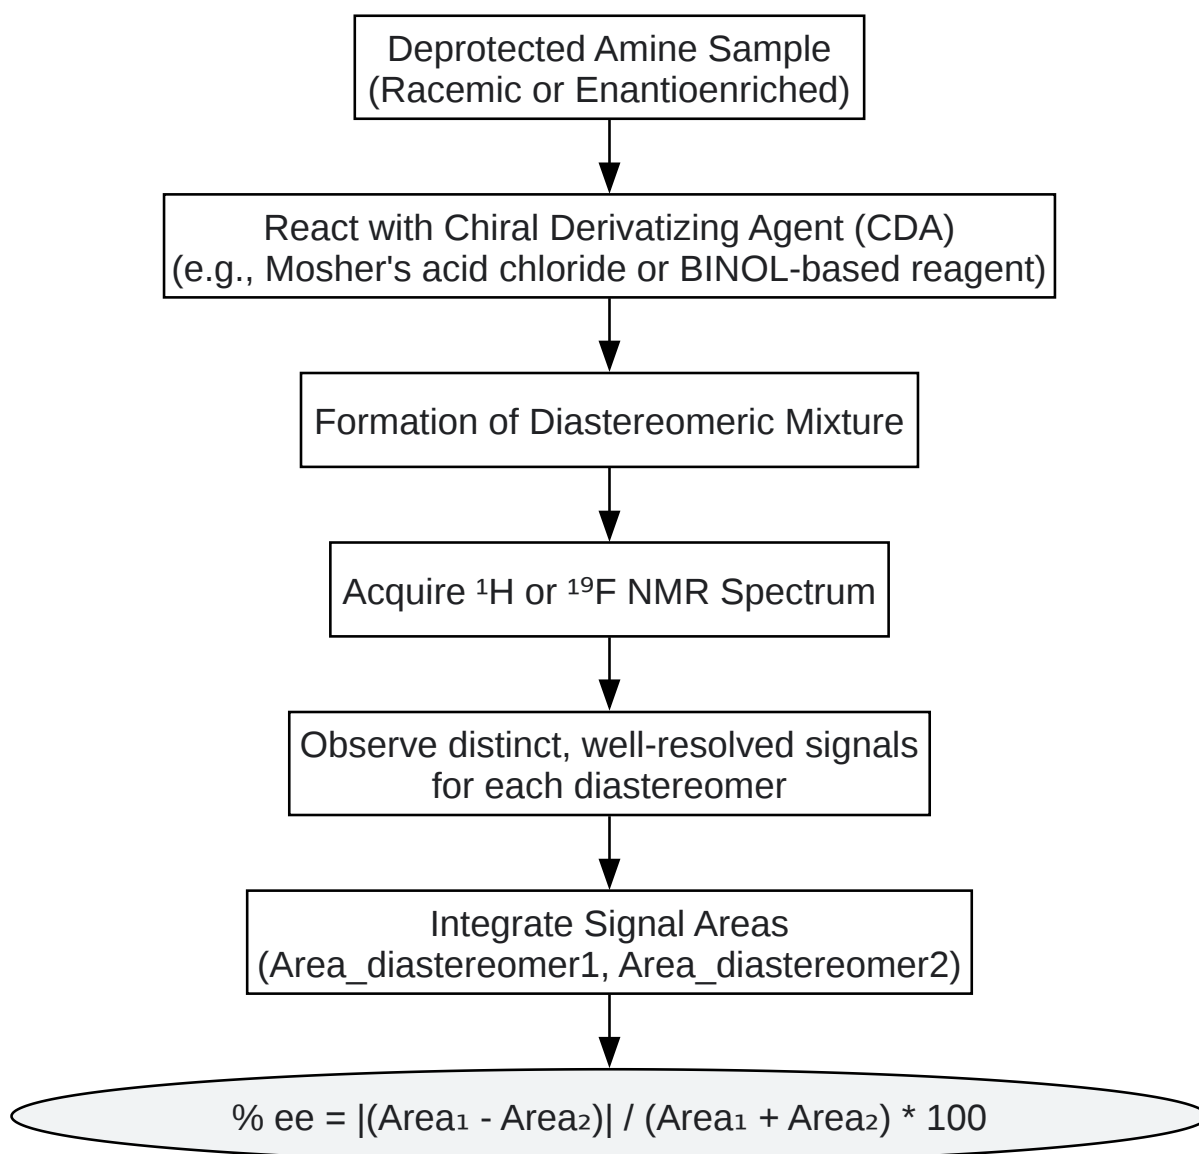 Deprotected Amine Sample
(Racemic or Enantioenriched)
React with Chiral Derivatizing Agent (CDA)
(e.g., Mosher's acid chloride or BINOL-based reagent)
Formation of Diastereomeric Mixture
Acquire ¹H or ¹⁹F NMR Spectrum
Observe distinct, well-resolved signals
for each diastereomer
Integrate Signal Areas
(Area_diastereomer1, Area_diastereomer2)
% ee = |(Area₁ - Area₂)| / (Area₁ + Area₂) * 100